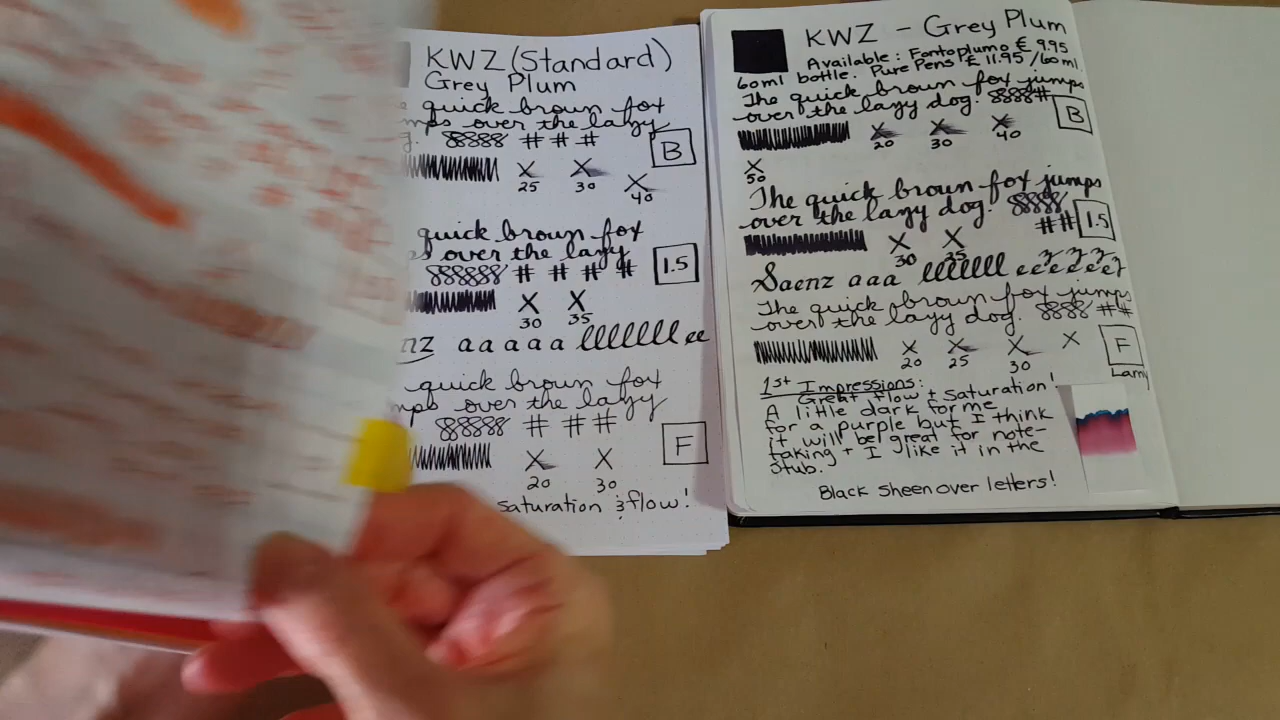 KWZ (Standard)
Grey Plum
quick brown fox
over the lazy
8888 # # #
B
X X X
25 30 40
quick brown fox
over the lazy
888888 # # # #
1.5
X X
30 35
aaaaa lllllllll ee
quick brown fox
over the lazy
88888 # # #
F
X X
20 30
saturation & flow!
KWZ - Grey Plum
Available: Fontoplumo € 9.95
60ml bottle. Pure Pens £ 11.95 /60ml
The quick brown fox jumps
over the lazy dog. 8888#
B
X X X
20 30 40
X
50
The quick brown fox jumps
over the lazy dog. 8888
## 1.5
X X
30 35
Saenz aaa llllllll
The quick brown fox jumps
over the lazy dog. 8888 ##
F
X X X X
20 25 30
Lamy
1st Impressions:
Great flow + saturation!
A little dark for me
for a purple but I think
it will be great for note-
taking + I like it in the
stub.
Black sheen over letters!